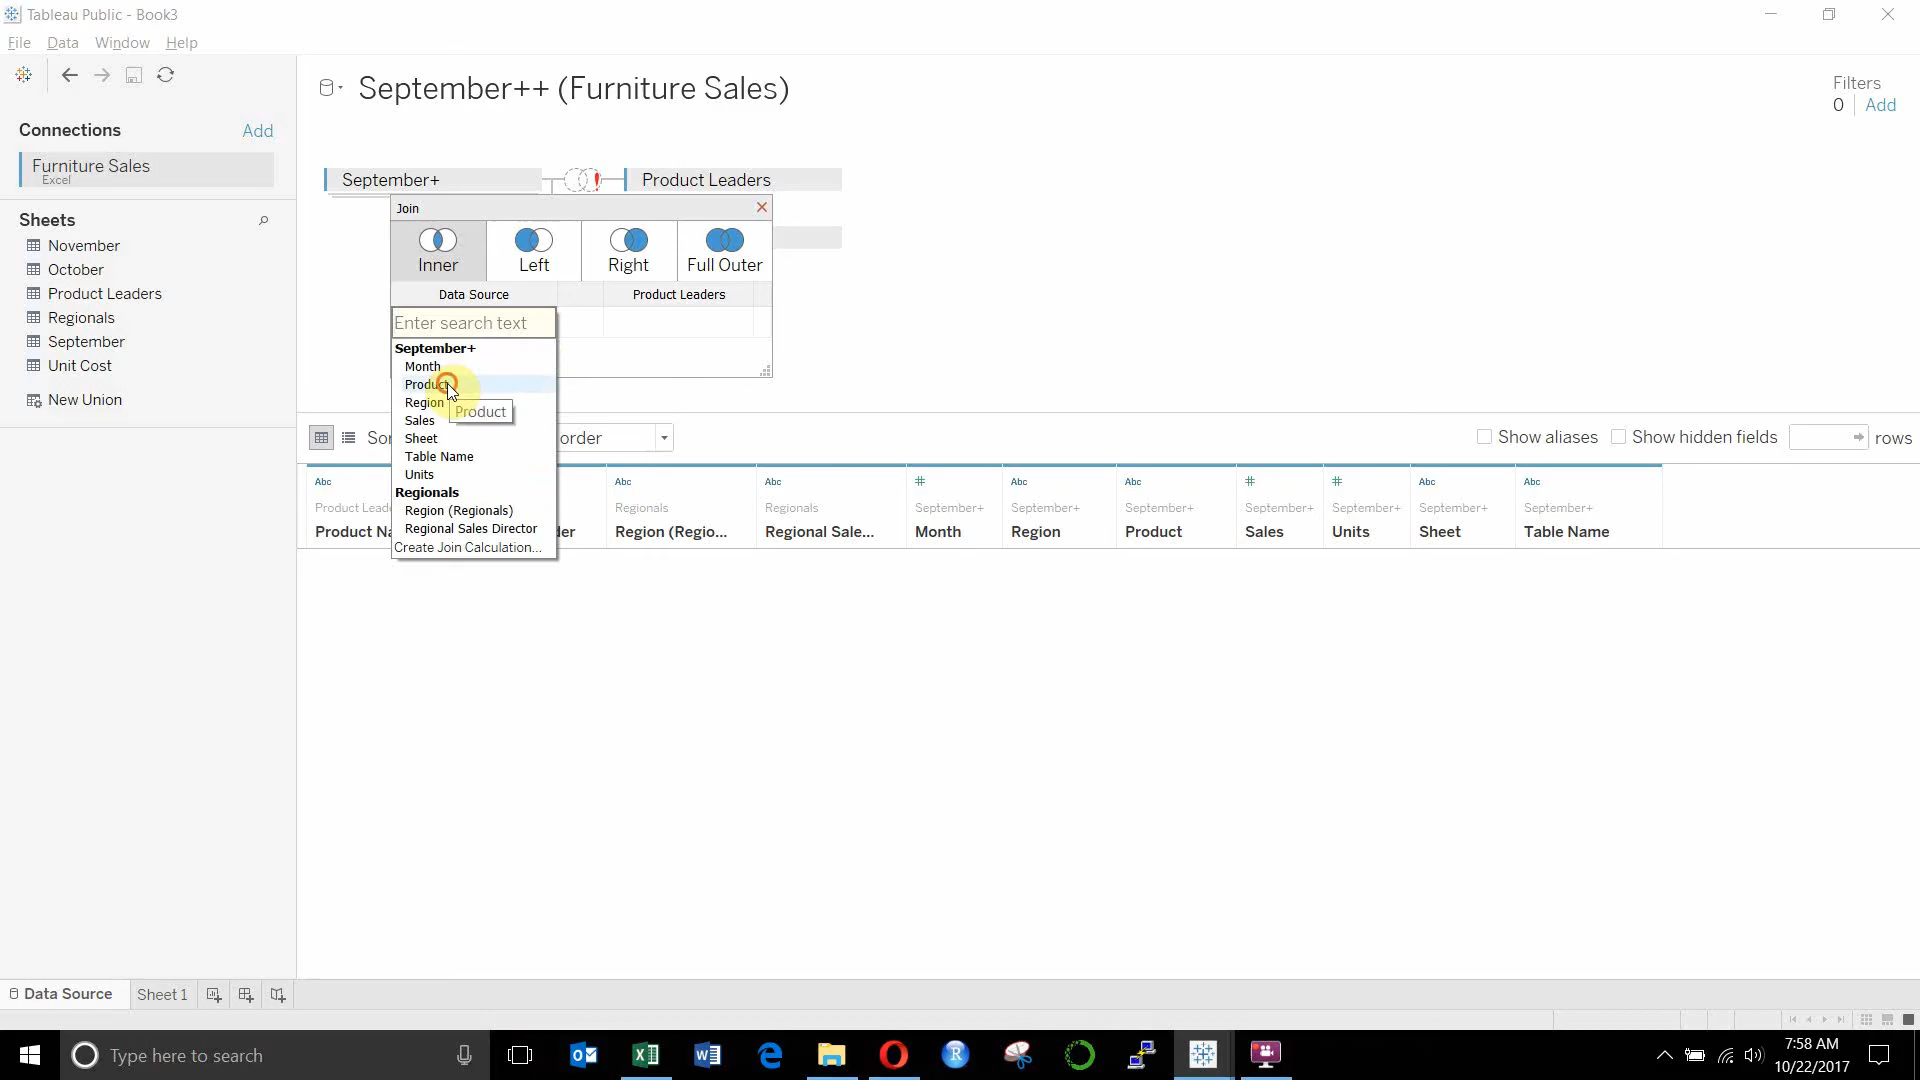 Tableau Public - Book3
File Data Window Help
September++ (Furniture Sales)
Filters
0 Add
Connections Add
Furniture Sales
Excel
Sheets
November
October
Product Leaders
Regionals
September
Unit Cost
New Union
September+ Product Leaders
Join
Inner Left Right Full Outer
Data Source Product Leaders
Enter search text
September+
Month
Product
Region
Product
Sales
Sheet
Table Name
Units
Regionals
Region (Regionals)
Regional Sales Director
Create Join Calculation...
order
Show aliases Show hidden fields rows
Abc Abc Abc # Abc Abc # # Abc Abc
Regionals Regionals September+ September+ September+ September+ September+ September+ September+
Region (Regio... Regional Sale... Month Region Product Sales Units Sheet Table Name
Data Source Sheet 1
Type here to search
7:58 AM
10/22/2017